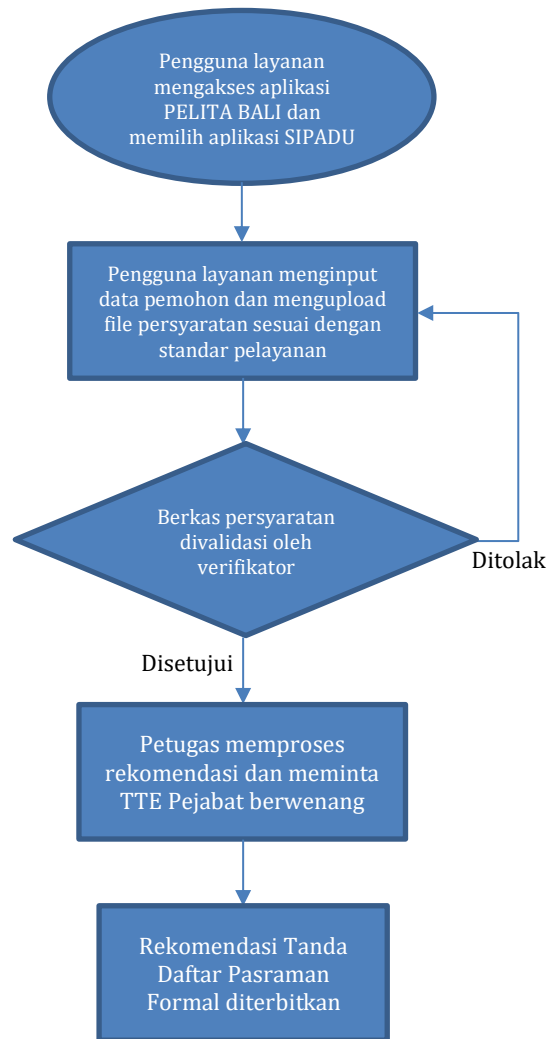 Pengguna layanan
mengakses aplikasi
PELITA BALI dan
memilih aplikasi SIPADU
Pengguna layanan menginput
data pemohon dan mengupload
file persyaratan sesuai dengan
standar pelayanan
Berkas persyaratan
divalidasi oleh
verifikator
Ditolak
Disetujui
Petugas memproses
rekomendasi dan meminta
TTE Pejabat berwenang
Rekomendasi Tanda
Daftar Pasraman
Formal diterbitkan